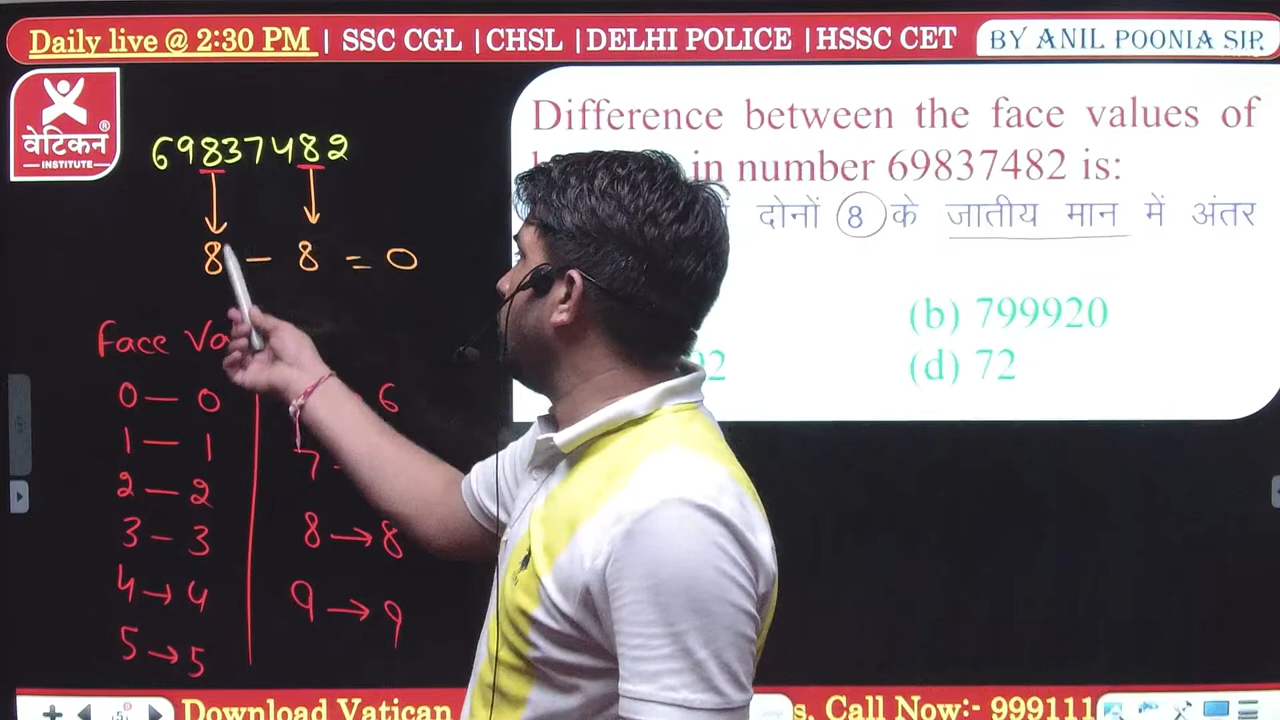 Daily live @ 2:30 PM | SSC CGL |CHSL |DELHI POLICE |HSSC CET
BY ANIL POONIA SIR
वेटिकन®
INSTITUTE
69837482
8 - 8 = 0
Face
0 — 0
1 — 1
2 — 2
3 — 3
4 → 4
5 → 5
6
7 -
8 → 8
9 → 9
Difference between the face values of
in number 69837482 is:
दोनों 8 के जातीय मान में अंतर
(b) 799920
(d) 72
Download Vatican
Call Now:- 999111